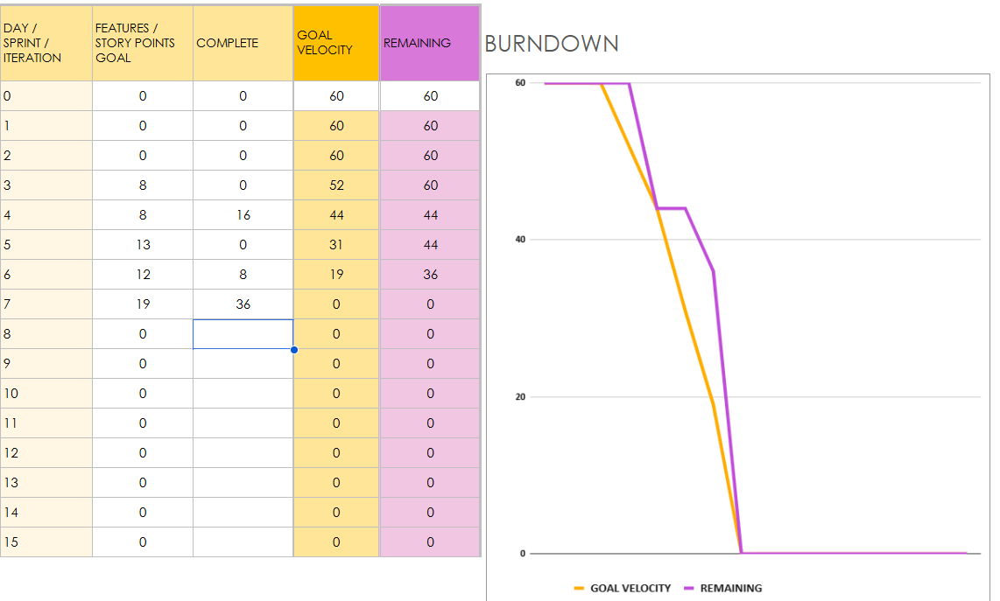 DAY / SPRINT / ITERATION FEATURES / STORY POINTS GOAL COMPLETE GOAL VELOCITY REMAINING
0 0 0 60 60
1 0 0 60 60
2 0 0 60 60
3 8 0 52 60
4 8 16 44 44
5 13 0 31 44
6 12 8 19 36
7 19 36 0 0
8 0 0 0
9 0 0 0
10 0 0 0
11 0 0 0
12 0 0 0
13 0 0 0
14 0 0 0
15 0 0 0
BURNDOWN
60
40
20
0
GOAL VELOCITY REMAINING